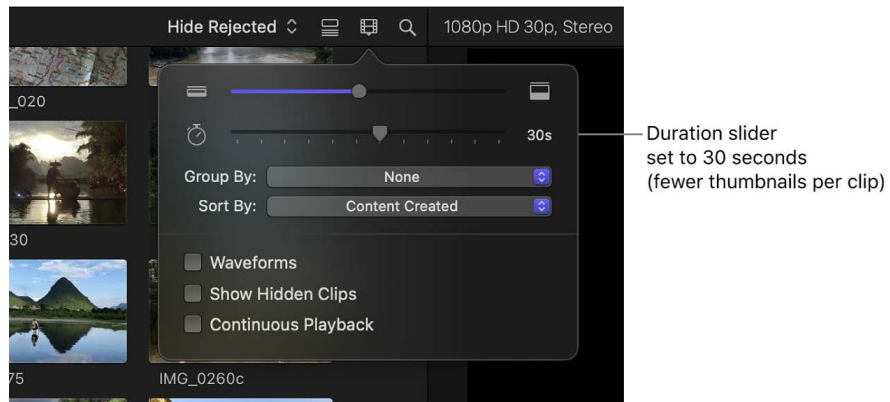 Hide Rejected
1080p HD 30p, Stereo
_020
30s
Duration slider
set to 30 seconds
(fewer thumbnails per clip)
Group By: None
Sort By: Content Created
30
Waveforms
Show Hidden Clips
Continuous Playback
75
IMG_0260c